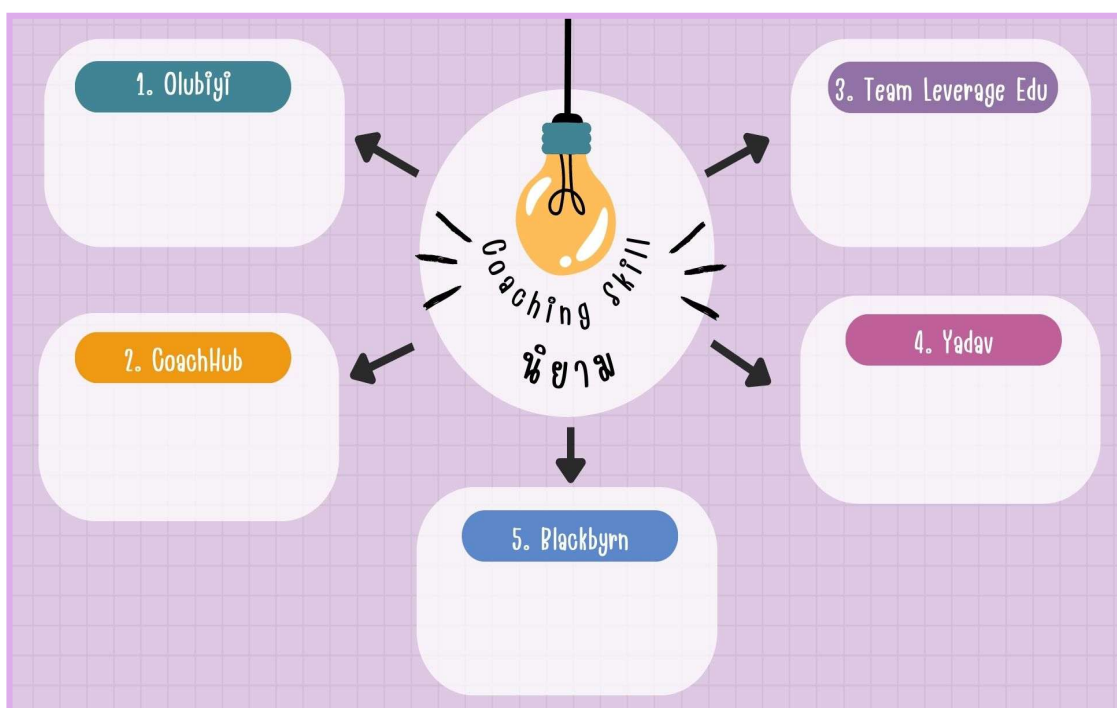 1. Olubiyi
3. Team Leverage Edu
Coaching Skill
นิยาม
2. CoachHub
4. Yadav
5. Blackbyrn